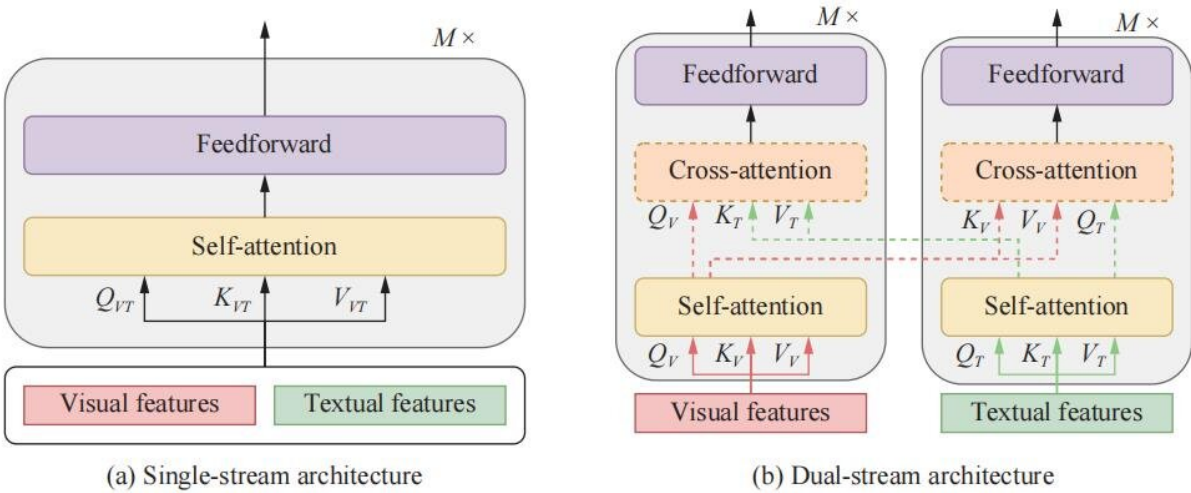 M ×
Feedforward
Self-attention
Q_VT K_VT V_VT
Visual features Textual features
(a) Single-stream architecture
M × M ×
Feedforward Feedforward
Cross-attention Cross-attention
Q_V K_T V_T K_V V_V Q_T
Self-attention Self-attention
Q_V K_V V_V Q_T K_T V_T
Visual features Textual features
(b) Dual-stream architecture